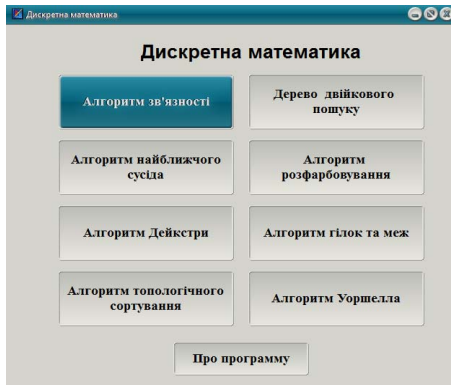 Дискретна математика
Дискретна математика
Алгоритм зв'язності
Дерево двійкового
пошуку
Алгоритм найближчого
сусіда
Алгоритм
розфарбовування
Алгоритм Дейкстри
Алгоритм гілок та меж
Алгоритм топологічного
сортування
Алгоритм Уоршелла
Про программу